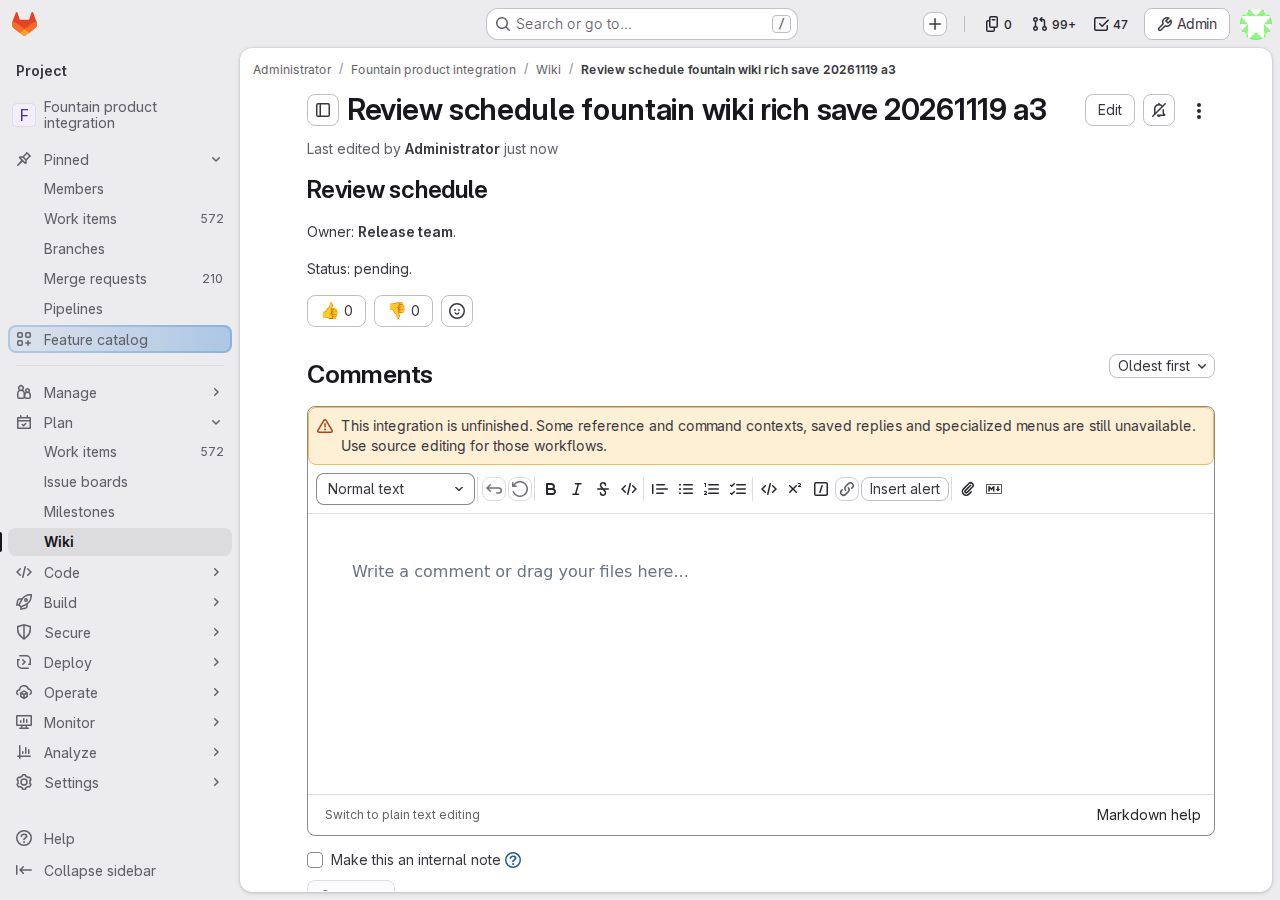 Search or go to...
/
0
99+
47
Admin
Project
F
Fountain product integration
Pinned
Members
Work items
572
Branches
Merge requests
210
Pipelines
Feature catalog
Manage
Plan
Work items
572
Issue boards
Milestones
Wiki
Code
Build
Secure
Deploy
Operate
Monitor
Analyze
Settings
Help
Collapse sidebar
Administrator / Fountain product integration / Wiki / Review schedule fountain wiki rich save 20261119 a3
Review schedule fountain wiki rich save 20261119 a3
Edit
Last edited by Administrator just now
Review schedule
Owner: Release team.
Status: pending.
👍 0
👎 0
Comments
Oldest first
This integration is unfinished. Some reference and command contexts, saved replies and specialized menus are still unavailable.
Use source editing for those workflows.
Normal text
Insert alert
Write a comment or drag your files here...
Switch to plain text editing
Markdown help
Make this an internal note